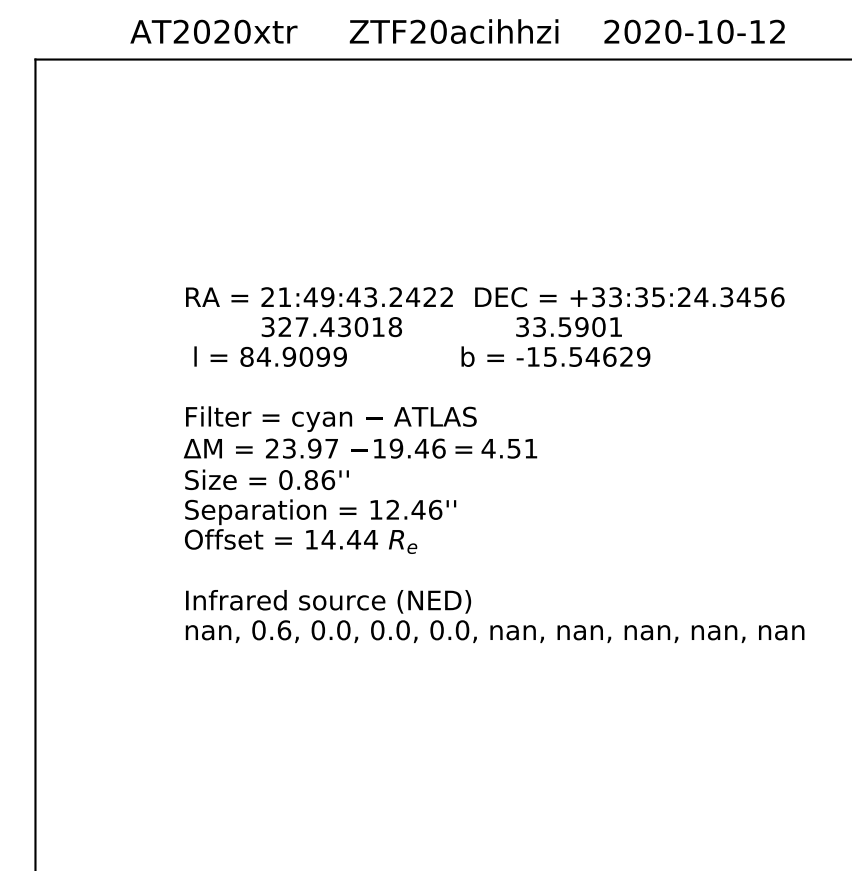 AT2020xtr ZTF20acihhzi 2020-10-12
RA = 21:49:43.2422 DEC = +33:35:24.3456
327.43018 33.5901
l = 84.9099 b = -15.54629
Filter = cyan − ATLAS
ΔM = 23.97 −19.46 = 4.51
Size = 0.86''
Separation = 12.46''
Offset = 14.44 Rₑ
Infrared source (NED)
nan, 0.6, 0.0, 0.0, 0.0, nan, nan, nan, nan, nan